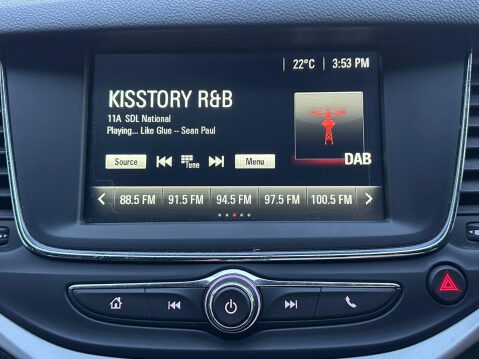 22°C 3:53 PM
KISSTORY R&B
11A SDL National
Playing... Like Glue -- Sean Paul
Source Tune Menu
DAB
88.5 FM 91.5 FM 94.5 FM 97.5 FM 100.5 FM